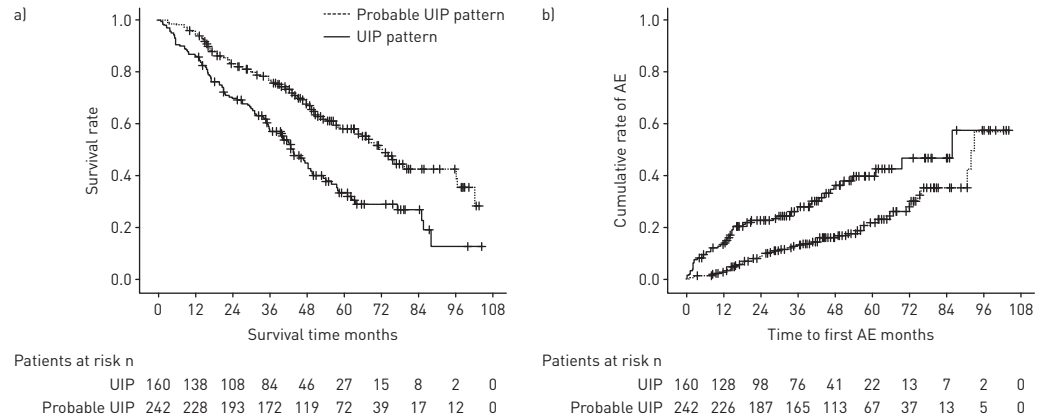 a)
Probable UIP pattern
UIP pattern
1.0
0.8
0.6
0.4
0.2
0.0
Survival rate
0 12 24 36 48 60 72 84 96 108
Survival time months
Patients at risk n
UIP 160 138 108 84 46 27 15 8 2 0
Probable UIP 242 228 193 172 119 72 39 17 12 0
b)
1.0
0.8
0.6
0.4
0.2
0.0
Cumulative rate of AE
0 12 24 36 48 60 72 84 96 108
Time to first AE months
Patients at risk n
UIP 160 128 98 76 41 22 13 7 2 0
Probable UIP 242 226 187 165 113 67 37 13 5 0